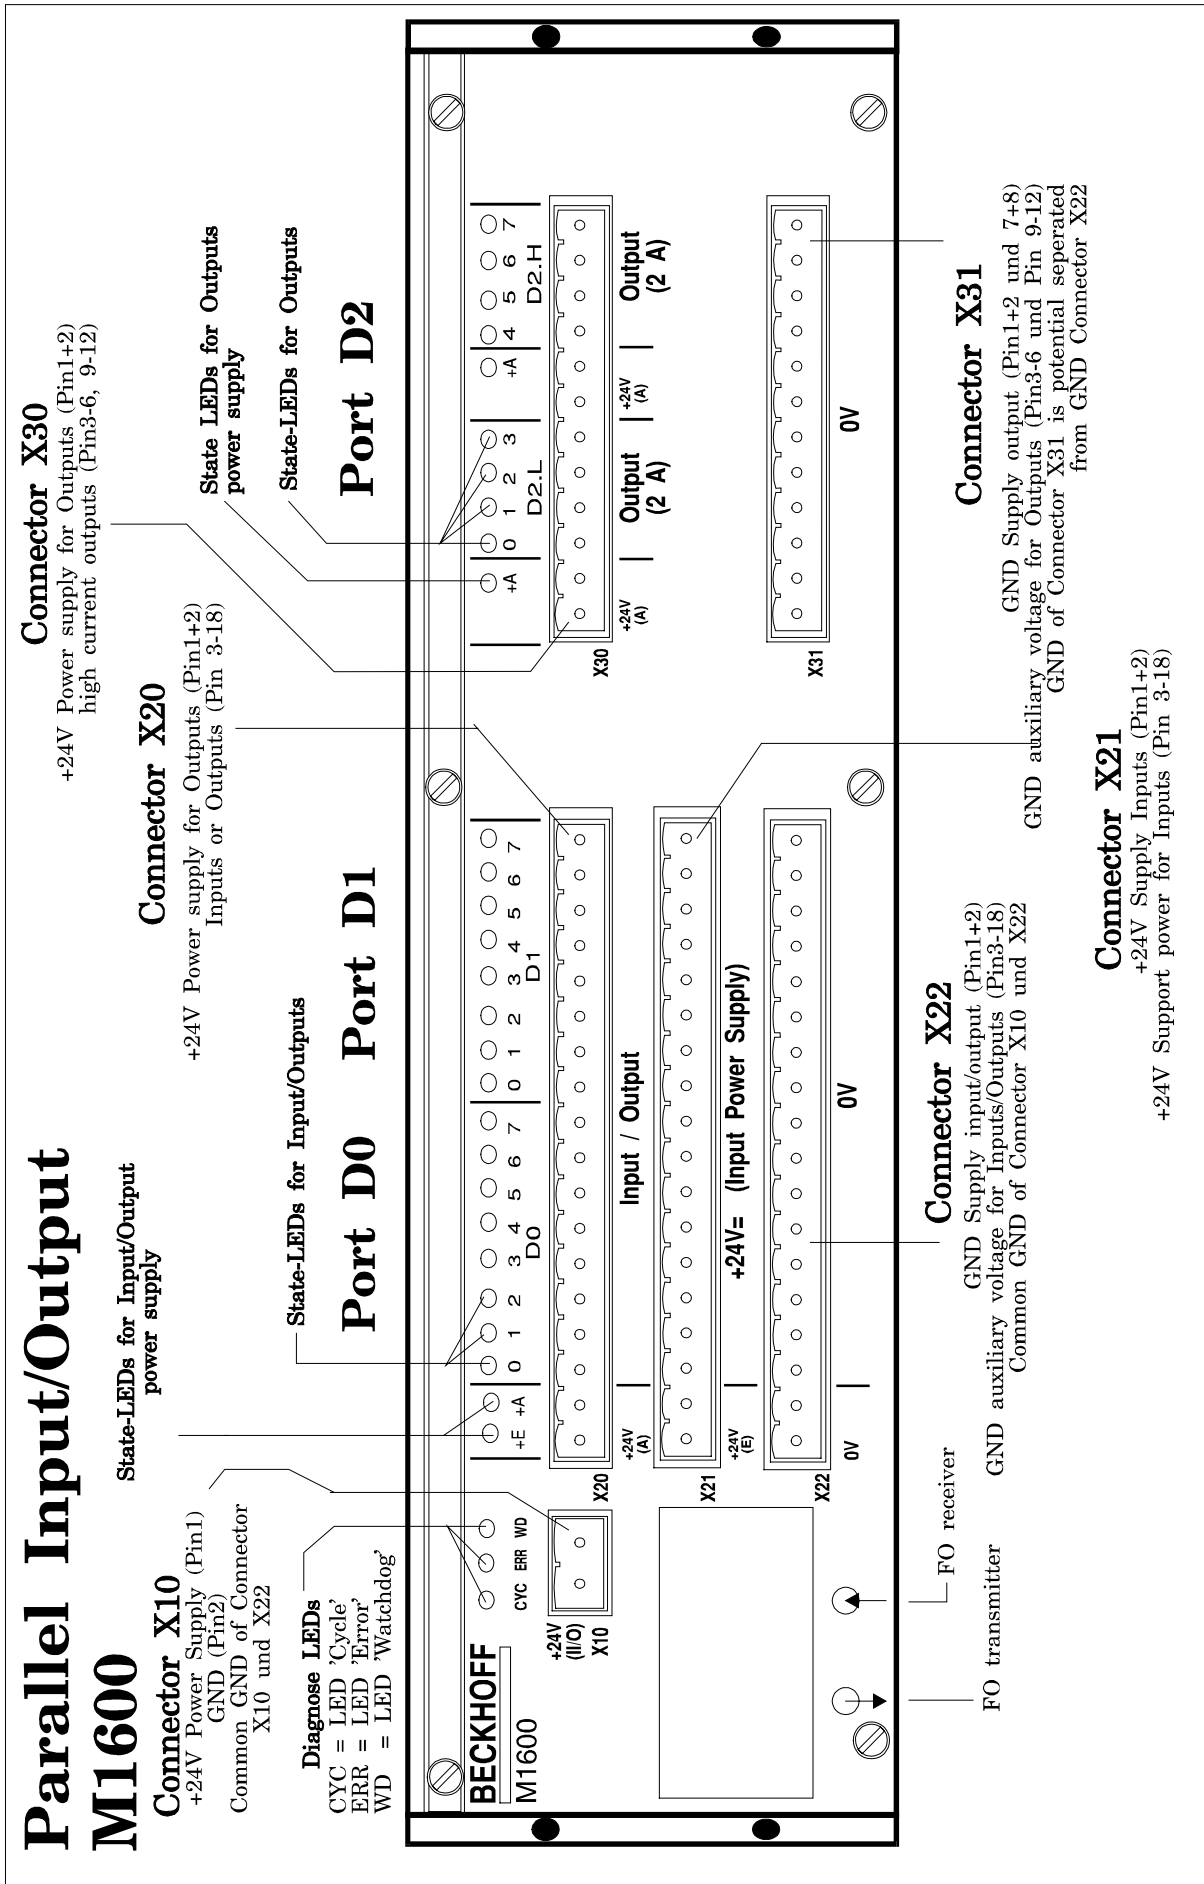 Parallel Input/Output
M1600
Connector X10
+24V Power Supply (Pin1)
GND (Pin2)
Common GND of Connector
X10 und X22
Diagnose LEDs
CYC = LED 'Cycle'
ERR = LED 'Error'
WD = LED 'Watchdog'
State-LEDs for Input/Output
power supply
State-LEDs for Input/Outputs
Port D0
Port D1
Connector X20
+24V Power supply for Outputs (Pin1+2)
Inputs or Outputs (Pin 3-18)
Connector X30
+24V Power supply for Outputs (Pin1+2)
high current outputs (Pin3-6, 9-12)
State LEDs for Outputs
power supply
State-LEDs for Outputs
Port D2
BECKHOFF
M1600
CYC ERR WD
+24V
(II/O)
X10
+E +A
0 1 2 3 4 5 6 7
D0
0 1 2 3 4 5 6 7
D1
+A
0 1 2 3
D2.L
+A
4 5 6 7
D2.H
X20
+24V
(A)
Input / Output
X30
+24V
(A)
Output
(2 A)
+24V
(A)
Output
(2 A)
X21
+24V
(E)
+24V= (Input Power Supply)
X22
0V
0V
X31
0V
FO transmitter
FO receiver
Connector X22
GND Supply input/output (Pin1+2)
GND auxiliary voltage for Inputs/Outputs (Pin3-18)
Common GND of Connector X10 und X22
Connector X31
GND Supply output (Pin1+2 und 7+8)
GND auxiliary voltage for Outputs (Pin3-6 und Pin 9-12)
GND of Connector X31 is potential seperated
from GND Connector X22
Connector X21
+24V Supply Inputs (Pin1+2)
+24V Support power for Inputs (Pin 3-18)